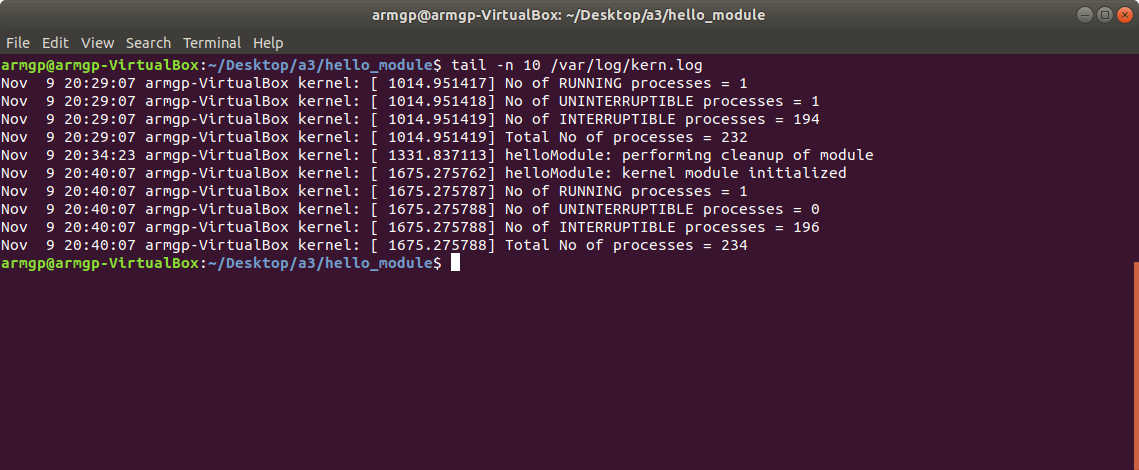 armgp@armgp-VirtualBox: ~/Desktop/a3/hello_module
File Edit View Search Terminal Help
armgp@armgp-VirtualBox:~/Desktop/a3/hello_module$ tail -n 10 /var/log/kern.log
Nov  9 20:29:07 armgp-VirtualBox kernel: [ 1014.951417] No of RUNNING processes = 1
Nov  9 20:29:07 armgp-VirtualBox kernel: [ 1014.951418] No of UNINTERRUPTIBLE processes = 1
Nov  9 20:29:07 armgp-VirtualBox kernel: [ 1014.951419] No of INTERRUPTIBLE processes = 194
Nov  9 20:29:07 armgp-VirtualBox kernel: [ 1014.951419] Total No of processes = 232
Nov  9 20:34:23 armgp-VirtualBox kernel: [ 1331.837113] helloModule: performing cleanup of module
Nov  9 20:40:07 armgp-VirtualBox kernel: [ 1675.275762] helloModule: kernel module initialized
Nov  9 20:40:07 armgp-VirtualBox kernel: [ 1675.275787] No of RUNNING processes = 1
Nov  9 20:40:07 armgp-VirtualBox kernel: [ 1675.275788] No of UNINTERRUPTIBLE processes = 0
Nov  9 20:40:07 armgp-VirtualBox kernel: [ 1675.275788] No of INTERRUPTIBLE processes = 196
Nov  9 20:40:07 armgp-VirtualBox kernel: [ 1675.275788] Total No of processes = 234
armgp@armgp-VirtualBox:~/Desktop/a3/hello_module$